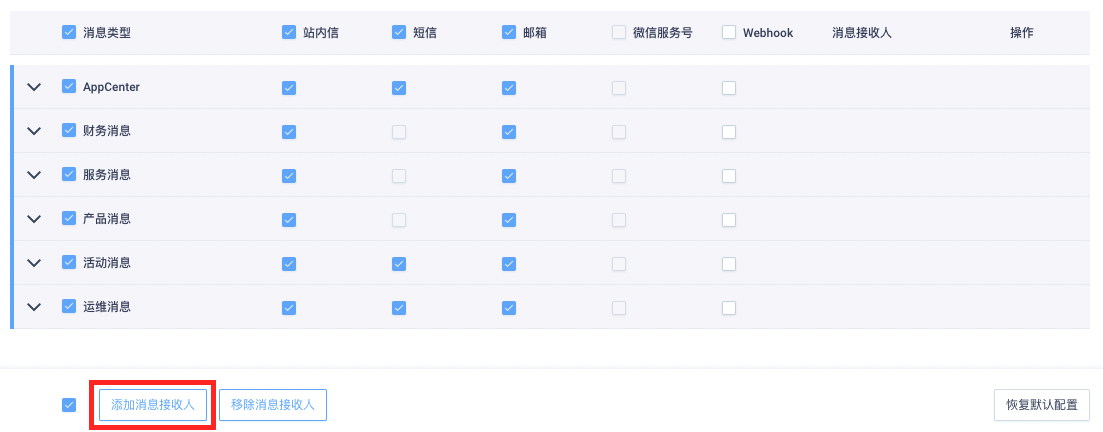 消息类型 站内信 短信 邮箱 微信服务号 Webhook 消息接收人 操作
AppCenter
财务消息
服务消息
产品消息
活动消息
运维消息
添加消息接收人 移除消息接收人 恢复默认配置